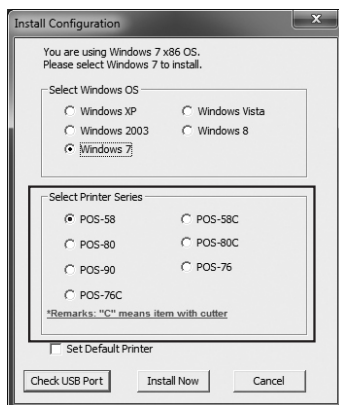 Install Configuration
x
You are using Windows 7 x86 OS.
Please select Windows 7 to install.
Select Windows OS
Windows XP
Windows Vista
Windows 2003
Windows 8
Windows 7
Select Printer Series
POS-58
POS-58C
POS-80
POS-80C
POS-90
POS-76
POS-76C
*Remarks: "C" means item with cutter
Set Default Printer
Check USB Port
Install Now
Cancel